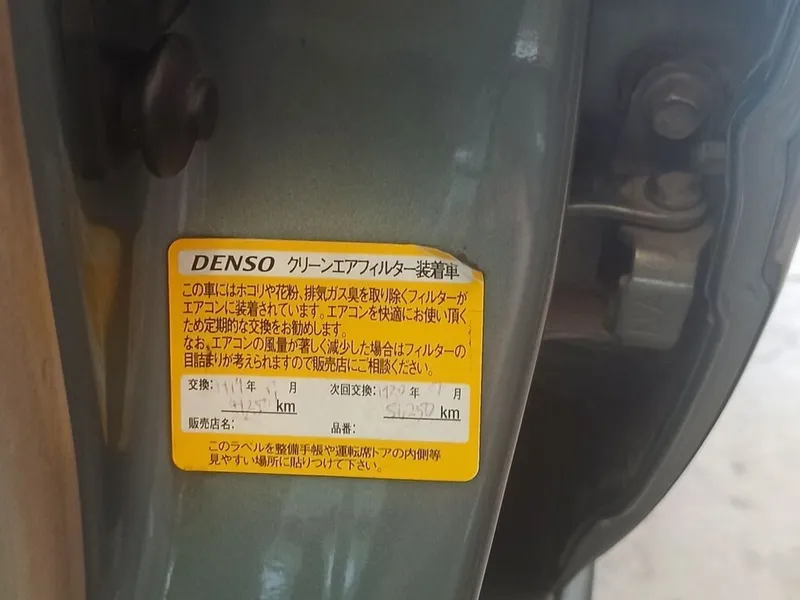 DENSO クリーンエアフィルター装着車
この車にはホコリや花粉、排気ガス臭を取り除くフィルターが
エアコンに装着されています。エアコンを快適にお使い頂く
ため定期的な交換をお勧めします。
なお、エアコンの風量が著しく減少した場合はフィルターの
目詰まりが考えられますので販売店にご相談ください。
交換: 年 月 次回交換: 年 月
km 51,250 km
販売店名: 品番:
このラベルを整備手帳や運転席ドアの内側等
見やすい場所に貼りつけて下さい。